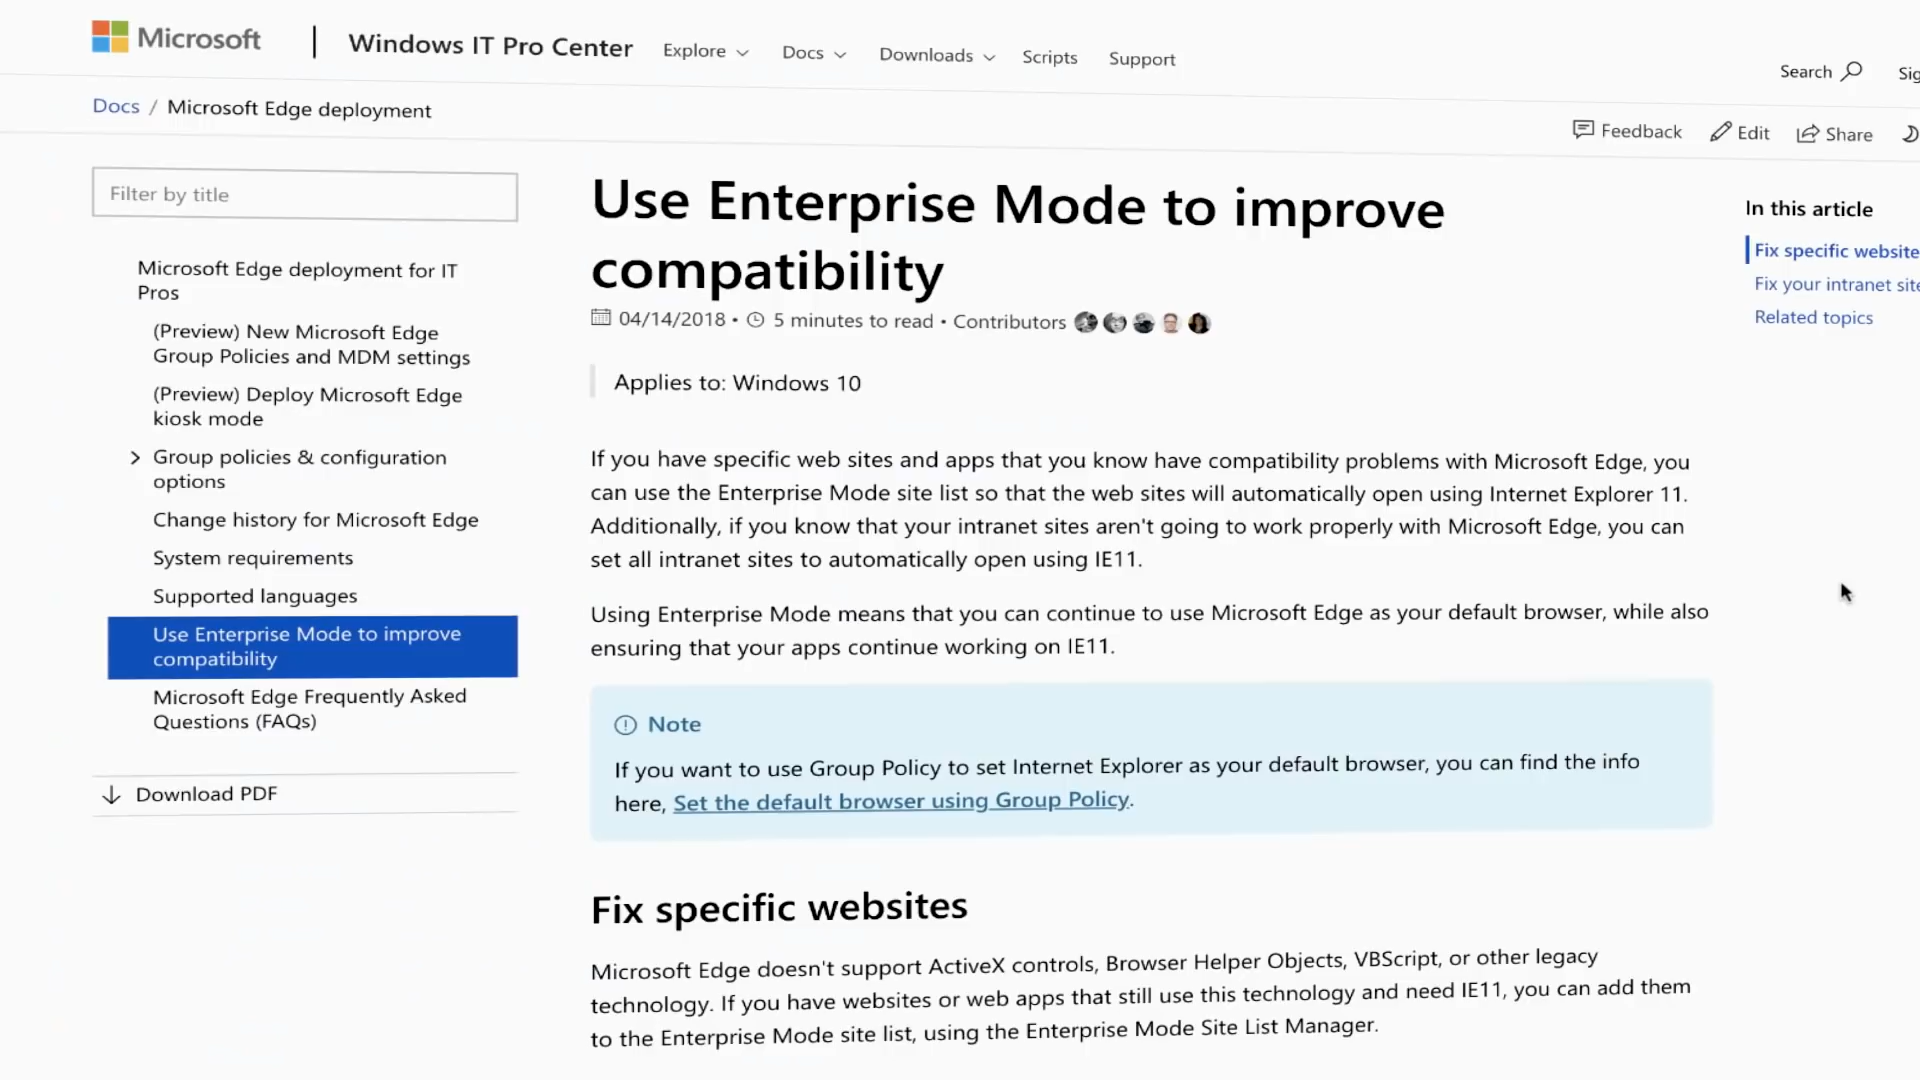 Microsoft
Windows IT Pro Center
Explore
Docs
Downloads
Scripts
Support
Search
Docs / Microsoft Edge deployment
Feedback
Edit
Share
Filter by title
Microsoft Edge deployment for IT
Pros
(Preview) New Microsoft Edge
Group Policies and MDM settings
(Preview) Deploy Microsoft Edge
kiosk mode
Group policies & configuration
options
Change history for Microsoft Edge
System requirements
Supported languages
Use Enterprise Mode to improve
compatibility
Microsoft Edge Frequently Asked
Questions (FAQs)
Download PDF
Use Enterprise Mode to improve
compatibility
04/14/2018 • 5 minutes to read • Contributors
Applies to: Windows 10
If you have specific web sites and apps that you know have compatibility problems with Microsoft Edge, you
can use the Enterprise Mode site list so that the web sites will automatically open using Internet Explorer 11.
Additionally, if you know that your intranet sites aren't going to work properly with Microsoft Edge, you can
set all intranet sites to automatically open using IE11.
Using Enterprise Mode means that you can continue to use Microsoft Edge as your default browser, while also
ensuring that your apps continue working on IE11.
Note
If you want to use Group Policy to set Internet Explorer as your default browser, you can find the info
here, Set the default browser using Group Policy.
Fix specific websites
Microsoft Edge doesn't support ActiveX controls, Browser Helper Objects, VBScript, or other legacy
technology. If you have websites or web apps that still use this technology and need IE11, you can add them
to the Enterprise Mode site list, using the Enterprise Mode Site List Manager.
In this article
Fix specific website
Fix your intranet site
Related topics